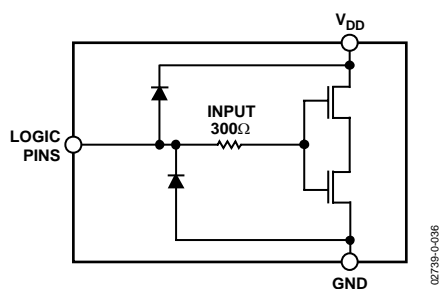 VDD
INPUT
300Ω
LOGIC
PINS
GND
02739-0-036